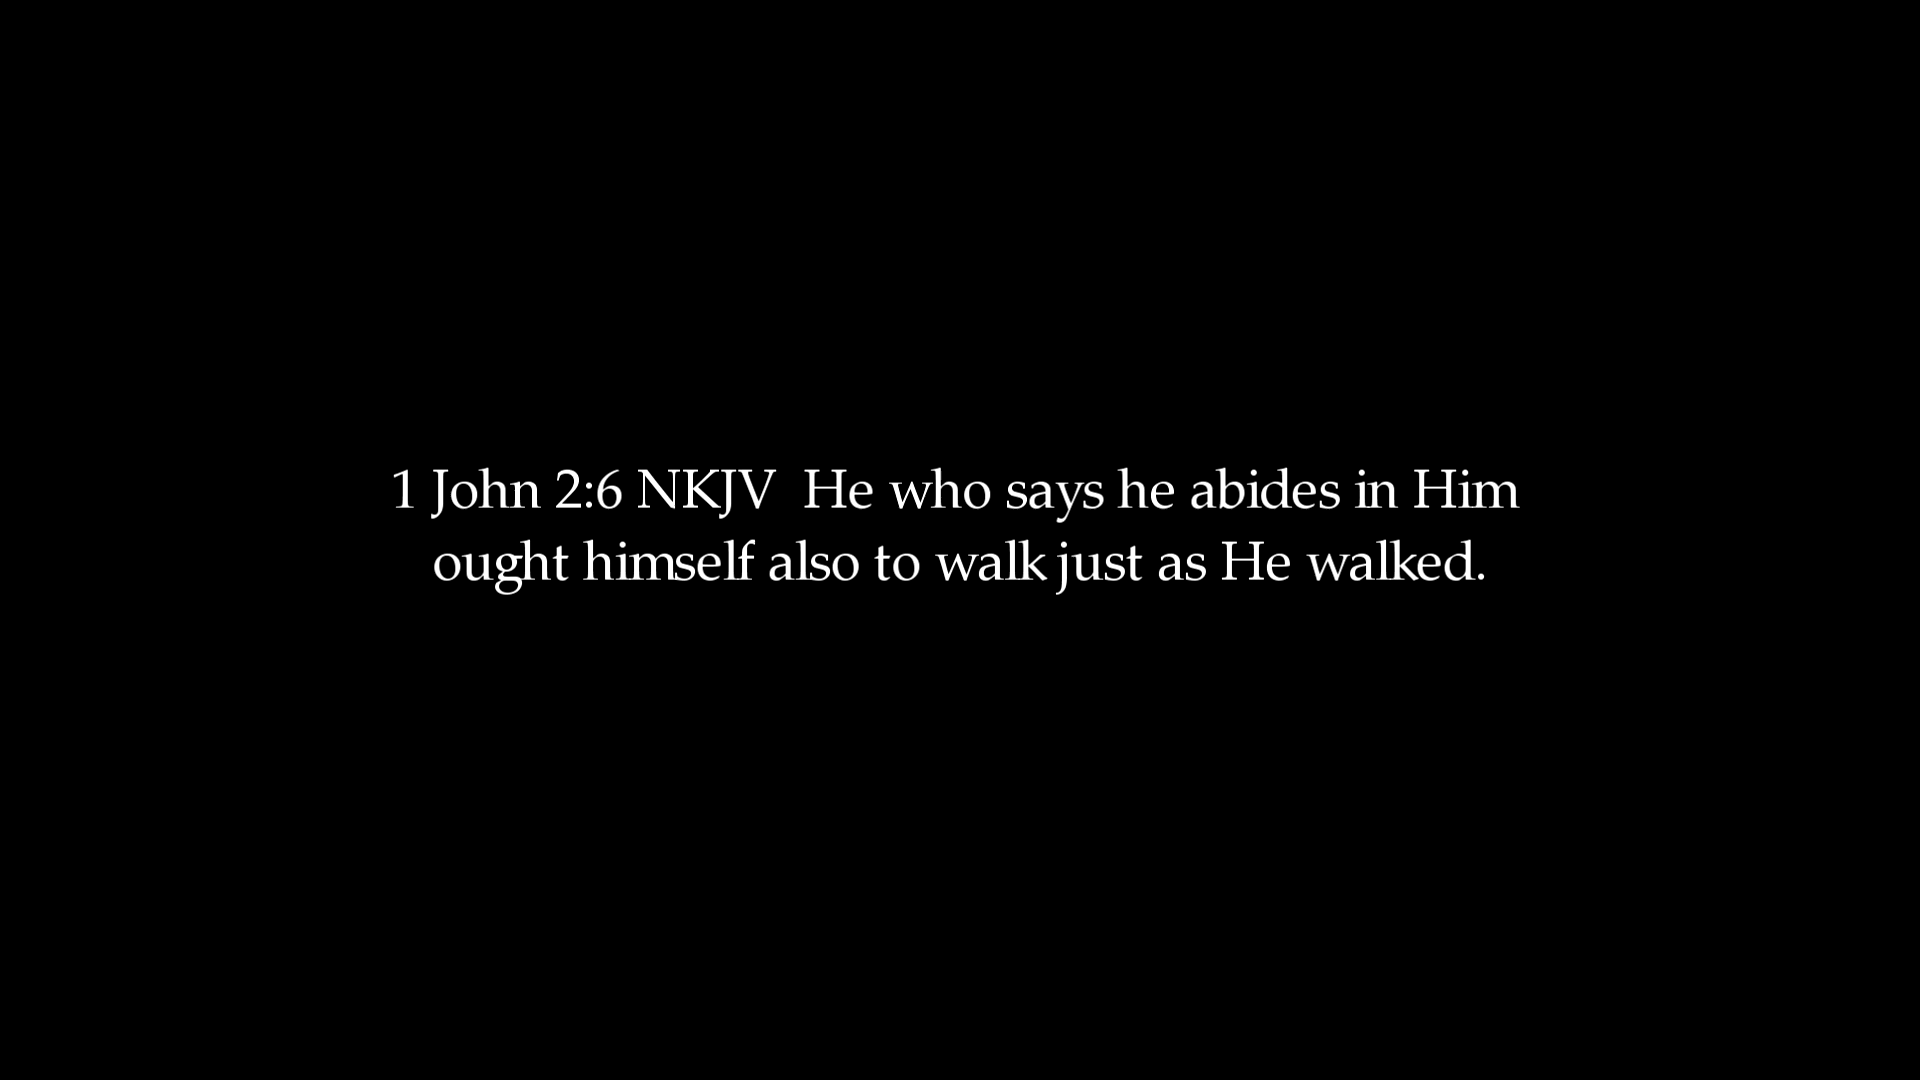 1 John 2:6 NKJV  He who says he abides in Him
ought himself also to walk just as He walked.